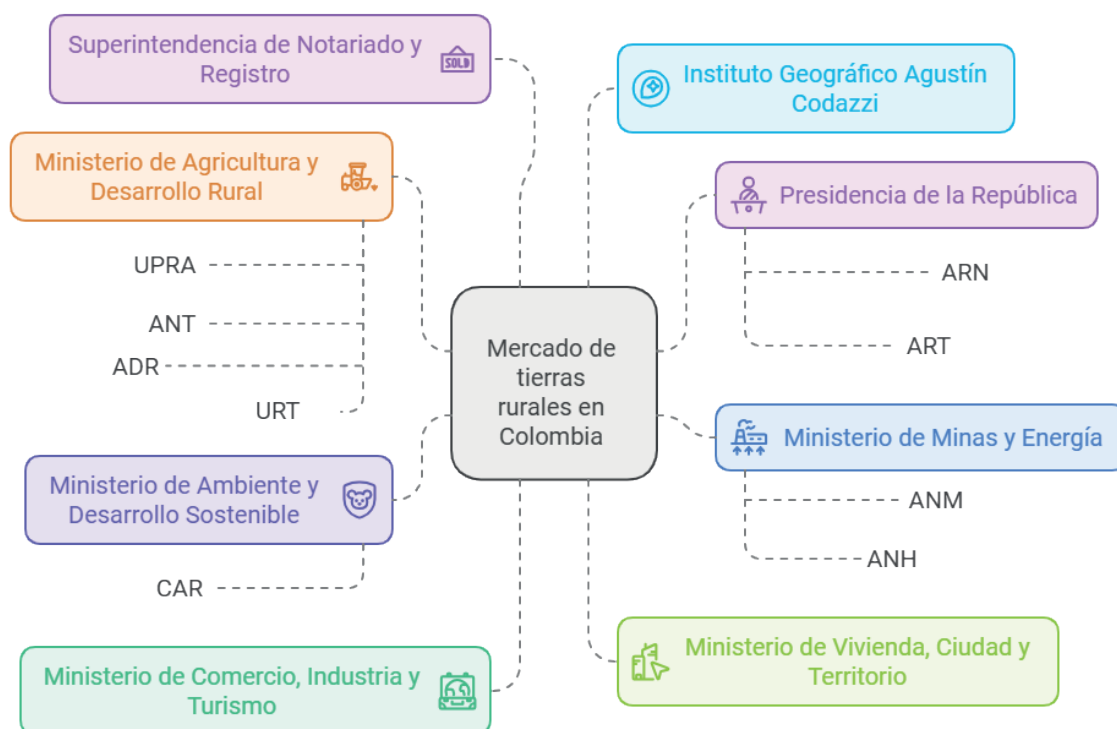 Superintendencia de Notariado y
Registro
SOLD
Instituto Geográfico Agustín
Codazzi
Ministerio de Agricultura y
Desarrollo Rural
Presidencia de la República
UPRA
ANT
ADR
URT
ARN
ART
Mercado de
tierras
rurales en
Colombia
Ministerio de Ambiente y
Desarrollo Sostenible
CAR
Ministerio de Minas y Energía
ANM
ANH
Ministerio de Comercio, Industria y
Turismo
Ministerio de Vivienda, Ciudad y
Territorio